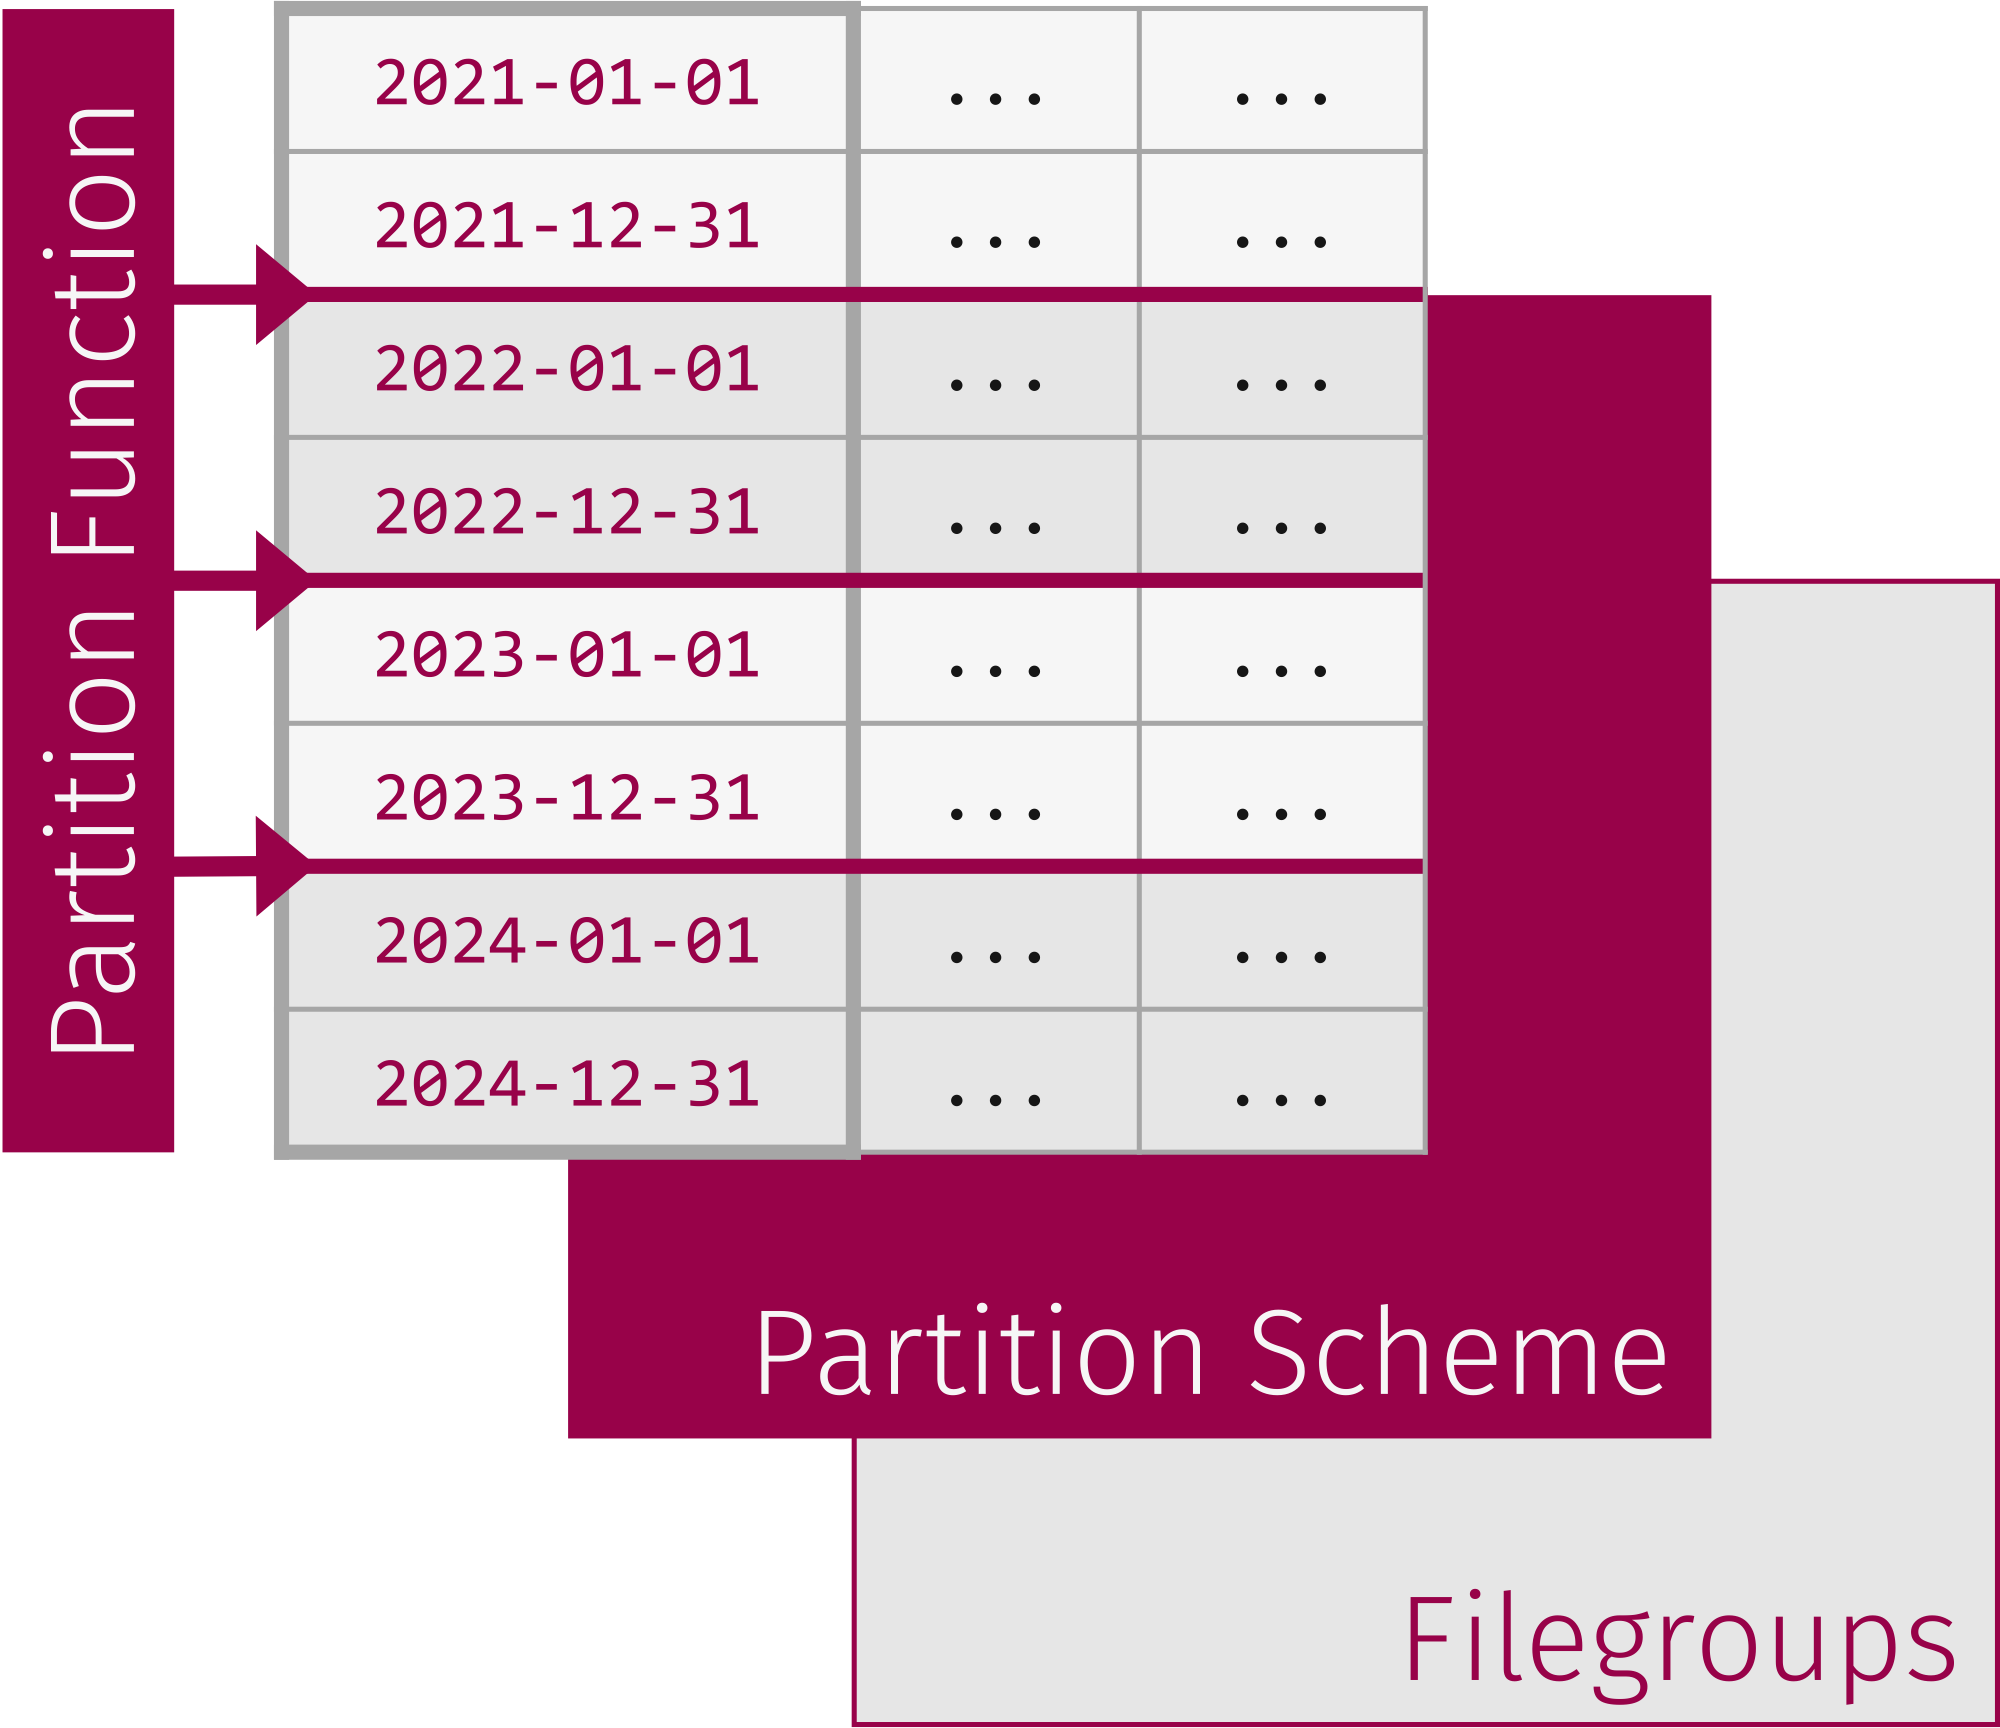 Partition Function
2021-01-01 ... ...
2021-12-31 ... ...
2022-01-01 ... ...
2022-12-31 ... ...
2023-01-01 ... ...
2023-12-31 ... ...
2024-01-01 ... ...
2024-12-31 ... ...
Partition Scheme
Filegroups